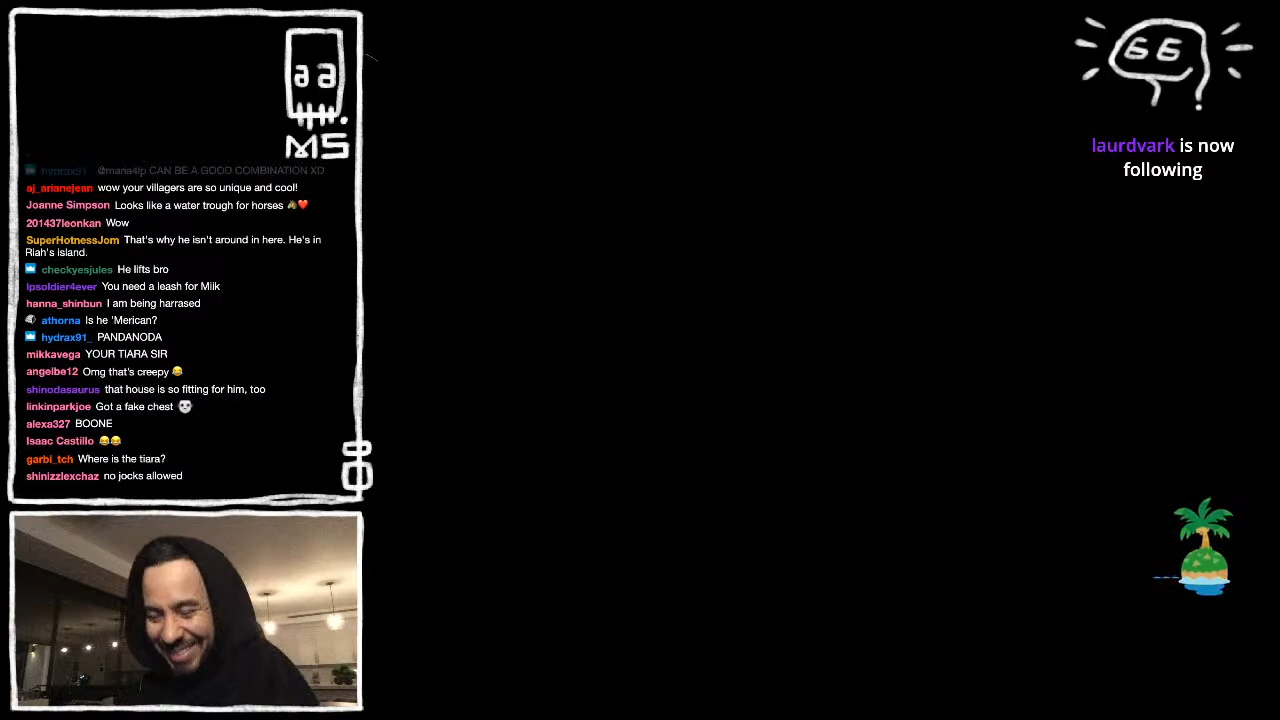 aa
MS
hydrax91_ @maria4lp CAN BE A GOOD COMBINATION XD
aj_arianejean wow your villagers are so unique and cool!
Joanne Simpson Looks like a water trough for horses 🐴❤️
201437leonkan Wow
SuperHotnessJom That's why he isn't around in here. He's in
Riah's island.
checkyesjules He lifts bro
lpsoldier4ever You need a leash for Miik
hanna_shinbun I am being harrased
athorna Is he 'Merican?
hydrax91_ PANDANODA
mikkavega YOUR TIARA SIR
angelbe12 Omg that's creepy 😂
shinodasaurus that house is so fitting for him, too
linkinparkjoe Got a fake chest
alexa327 BOONE
Isaac Castillo 😂😂
garbi_tch Where is the tiara?
shinizzlexchaz no jocks allowed
66
laurdvark is now
following